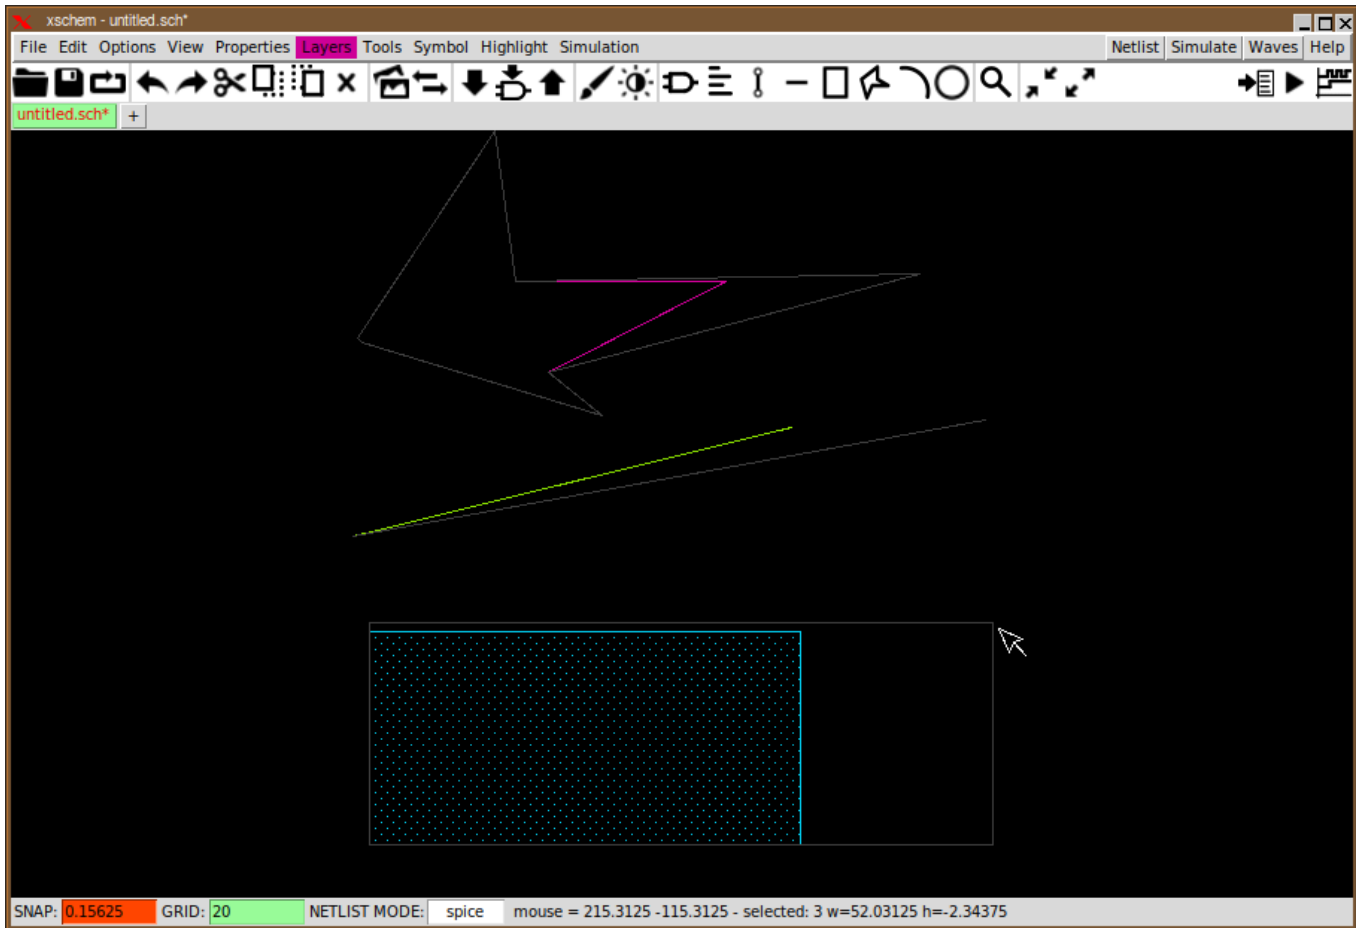 xschem - untitled.sch*
File Edit Options View Properties Layers Tools Symbol Highlight Simulation Netlist Simulate Waves Help
untitled.sch* +
SNAP: 0.15625 GRID: 20 NETLIST MODE: spice mouse = 215.3125 -115.3125 - selected: 3 w=52.03125 h=-2.34375